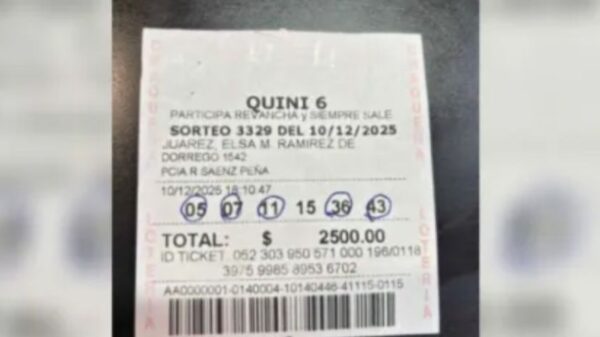 QUINI 6
PARTICIPA REVANCHA y SIEMPRE SALE
SORTEO 3329 DEL 10/12/2025
JUAREZ, ELSA M. RAMIREZ DE
DORREGO 1542
PCIA R SAENZ PEÑA
10/12/2025 18:10:47
05 07 11 15 36 43
TOTAL: $ 2500.00
ID TICKET. 052 303 950 571 000 196/0118
3975 9985 8953 6702
AA0000001-0140004-10140446-41115-0115
LOTERIA
LOTERIA